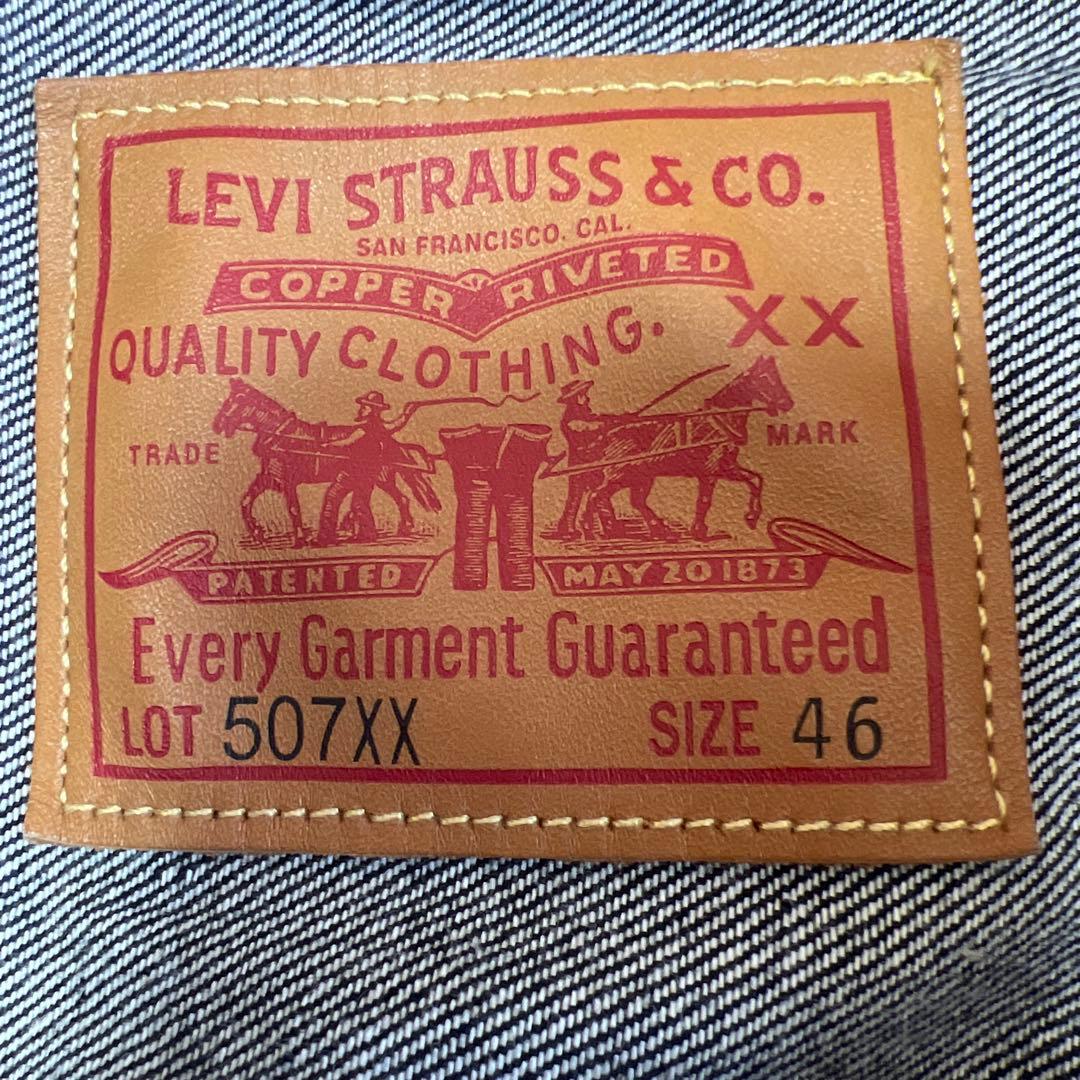 LEVI STRAUSS & CO.
SAN FRANCISCO. CAL.
COPPER RIVETED
QUALITY CLOTHING. XX
TRADE MARK
PATENTED MAY 20 1873
Every Garment Guaranteed
LOT 507XX SIZE 46